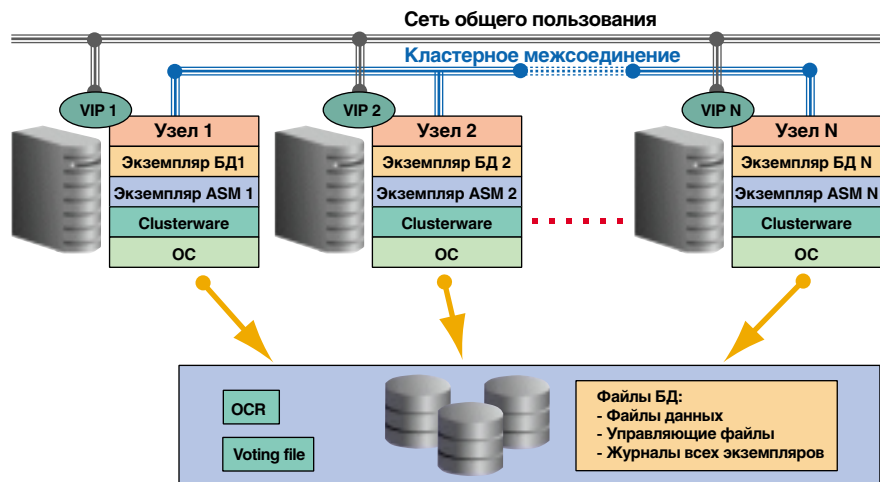 Сеть общего пользования
Кластерное межсоединение
VIP 1
VIP 2
VIP N
Узел 1
Узел 2
Узел N
Экземпляр БД1
Экземпляр БД 2
Экземпляр БД N
Экземпляр ASM 1
Экземпляр ASM 2
Экземпляр ASM N
Clusterware
Clusterware
Clusterware
ОС
ОС
ОС
OCR
Voting file
Файлы БД:
- Файлы данных
- Управляющие файлы
- Журналы всех экземпляров